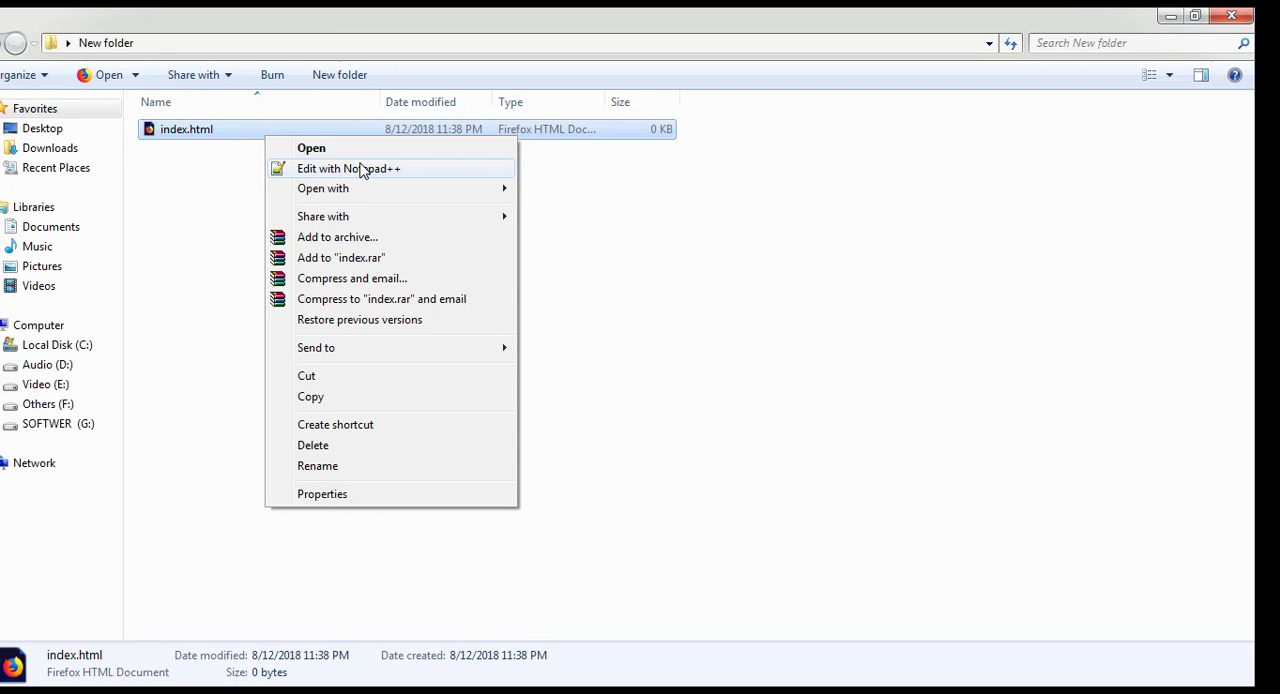 New folder
Search New folder
rganize
Open
Share with
Burn
New folder
Name
Date modified
Type
Size
Favorites
Desktop
Downloads
Recent Places
Libraries
Documents
Music
Pictures
Videos
Computer
Local Disk (C:)
Audio (D:)
Video (E:)
Others (F:)
SOFTWER (G:)
Network
index.html
8/12/2018 11:38 PM
Firefox HTML Doc...
0 KB
Open
Edit with Notepad++
Open with
Share with
Add to archive...
Add to "index.rar"
Compress and email...
Compress to "index.rar" and email
Restore previous versions
Send to
Cut
Copy
Create shortcut
Delete
Rename
Properties
index.html
Date modified: 8/12/2018 11:38 PM
Date created: 8/12/2018 11:38 PM
Firefox HTML Document
Size: 0 bytes